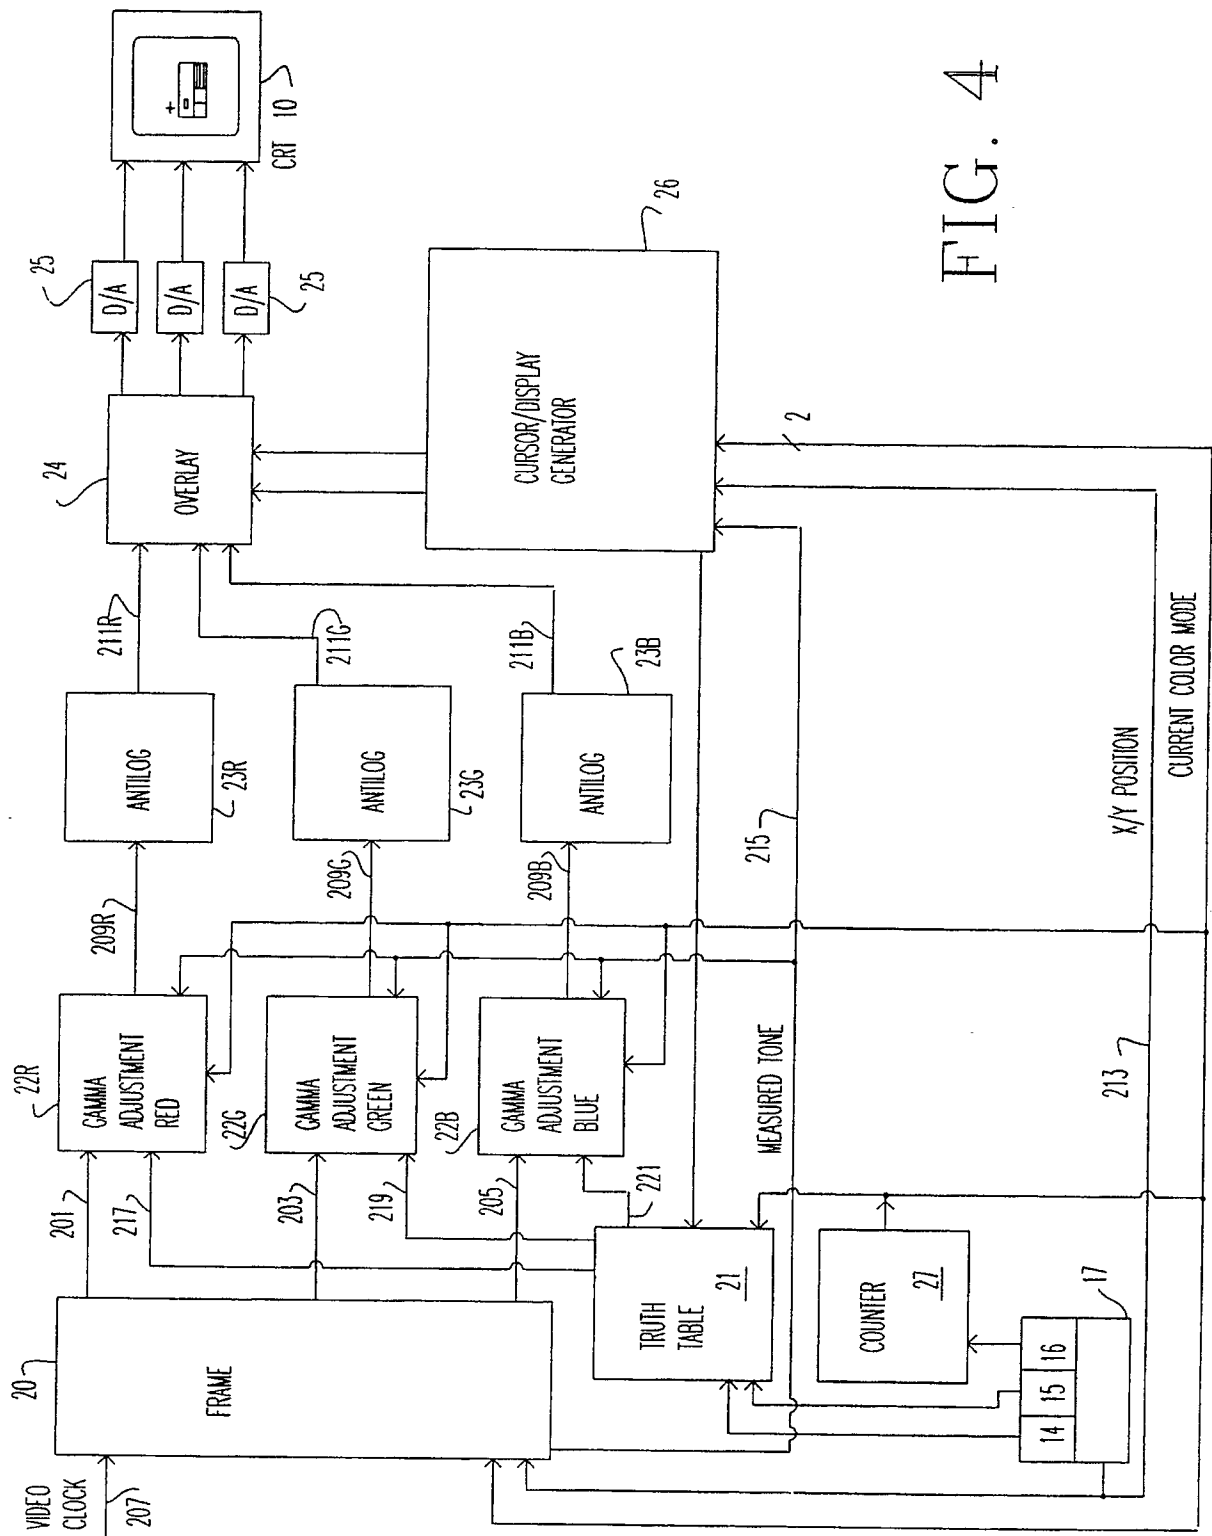 VIDEO
CLOCK
207
20
FRAME
201
217
203
219
205
221
22R
GAMMA
ADJUSTMENT
RED
22G
GAMMA
ADJUSTMENT
GREEN
22B
GAMMA
ADJUSTMENT
BLUE
TRUTH
TABLE
21
COUNTER
27
14
15
16
17
209R
209G
209B
ANTILOG
23R
ANTILOG
23G
ANTILOG
23B
211R
211G
211B
MEASURED TONE
215
213
X/Y POSITION
CURRENT COLOR MODE
24
OVERLAY
CURSOR/DISPLAY
GENERATOR
26
2
25
D/A
D/A
D/A
25
CRT 10
+
FIG. 4